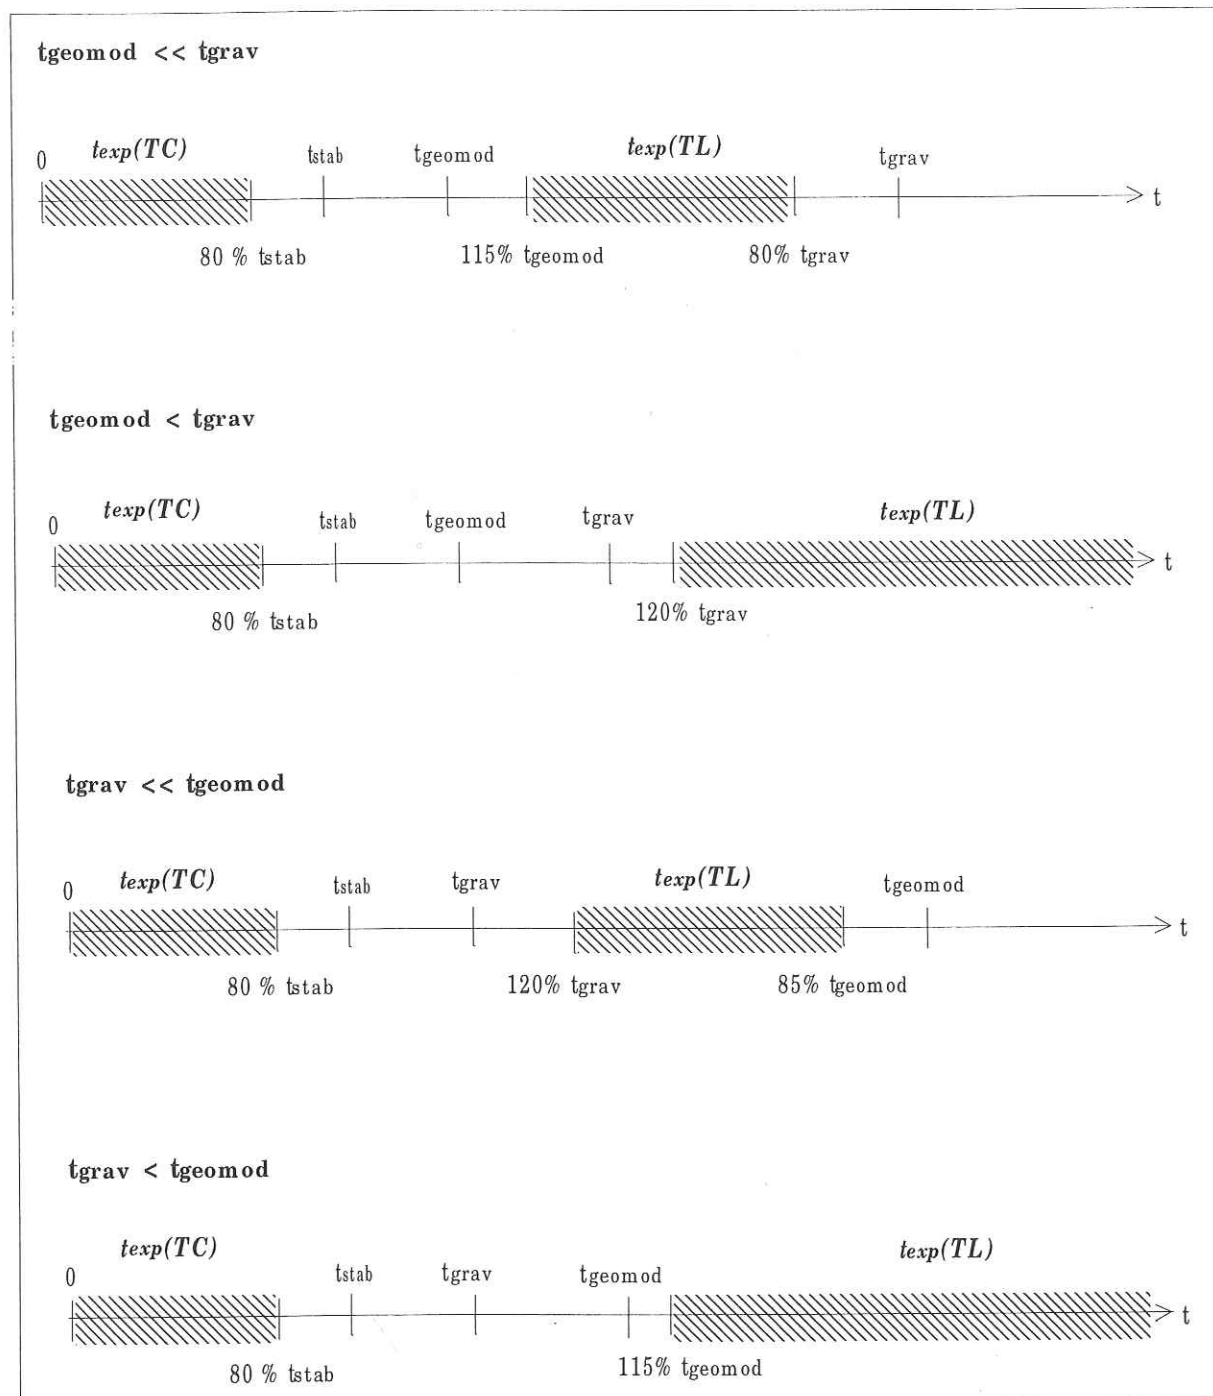 tgeomod << tgrav
0 texp(TC) tstab tgeomod texp(TL) tgrav
t
80 % tstab 115% tgeomod 80% tgrav
tgeomod < tgrav
0 texp(TC) tstab tgeomod tgrav texp(TL)
t
80 % tstab 120% tgrav
tgrav << tgeomod
0 texp(TC) tstab tgrav texp(TL) tgeomod
t
80 % tstab 120% tgrav 85% tgeomod
tgrav < tgeomod
0 texp(TC) tstab tgrav tgeomod texp(TL)
t
80 % tstab 115% tgeomod